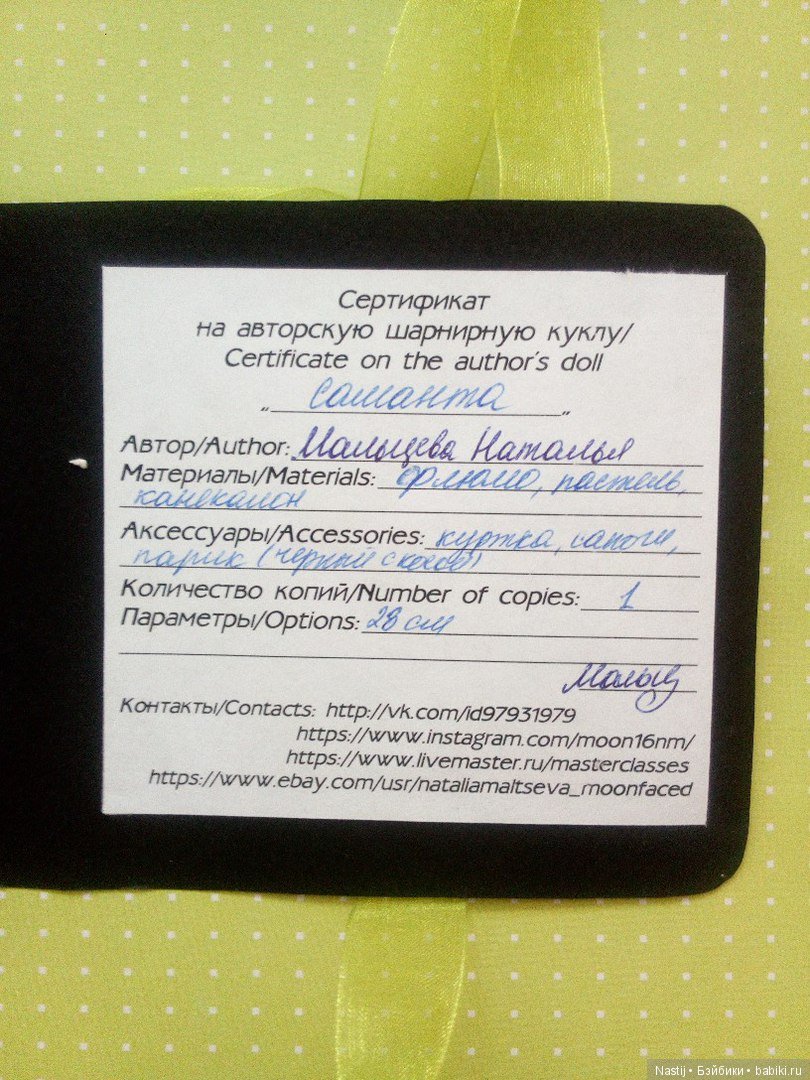 Сертификат
на авторскую шарнирную куклу/
Certificate on the author's doll
„ Саманта „
Автор/Author: Мальцева Наталья
Материалы/Materials: флюмо, пастель,
канекалон
Аксессуары/Accessories: куртка, сапоги,
парик (черный с косой)
Количество копий/Number of copies: 1
Параметры/Options: 28 см
Контакты/Contacts: http://vk.com/id97931979
https://www.instagram.com/moon16nm/
https://www.livemaster.ru/masterclasses
https://www.ebay.com/usr/nataliamaltseva_moonfaced
Nastij • Бэйбики • babiki.ru